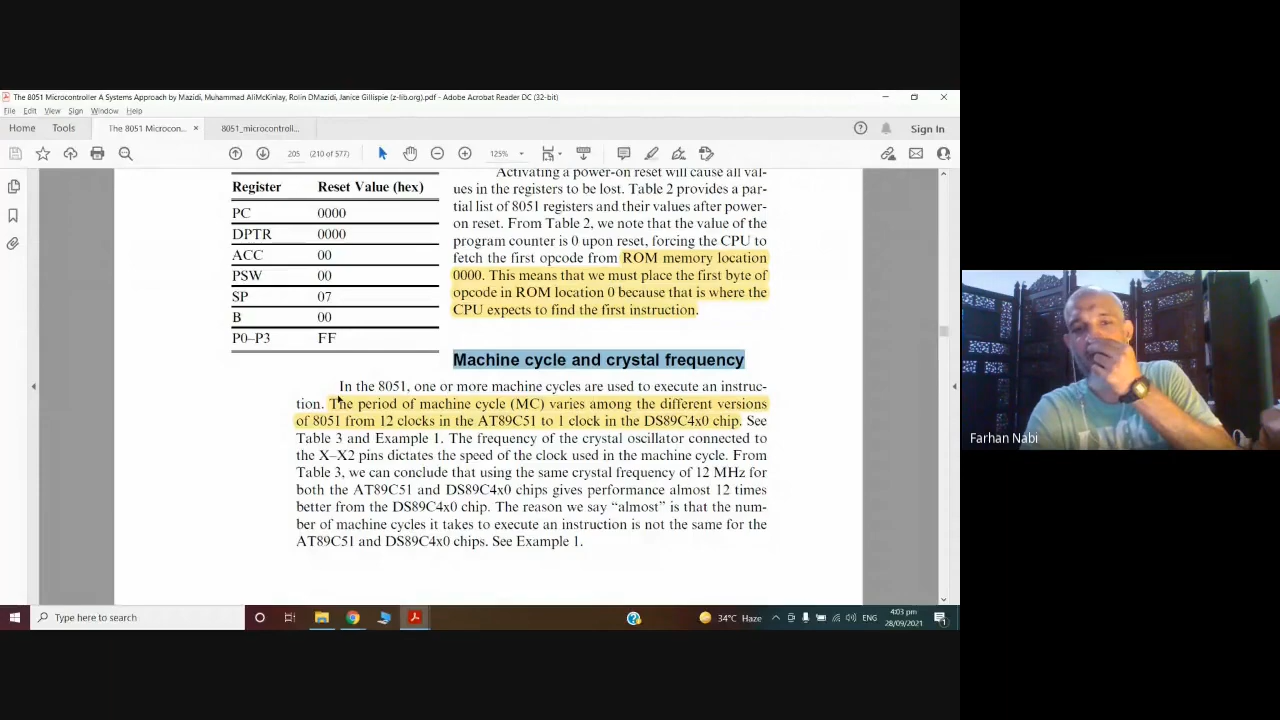 The 8051 Microcontroller A Systems Approach by Mazidi, Muhammad AliMcKinlay, Rolin DMazidi, Janice Gillispie (z-lib.org).pdf - Adobe Acrobat Reader DC (32-bit)
File Edit View Sign Window Help
Home Tools The 8051 Microcon... × 8051_microcontroll... Sign In
205 (210 of 577) 125%
Register Reset Value (hex)
PC 0000
DPTR 0000
ACC 00
PSW 00
SP 07
B 00
P0–P3 FF
Activating a power-on reset will cause all val-
ues in the registers to be lost. Table 2 provides a par-
tial list of 8051 registers and their values after power-
on reset. From Table 2, we note that the value of the
program counter is 0 upon reset, forcing the CPU to
fetch the first opcode from ROM memory location
0000. This means that we must place the first byte of
opcode in ROM location 0 because that is where the
CPU expects to find the first instruction.
Machine cycle and crystal frequency
In the 8051, one or more machine cycles are used to execute an instruc-
tion. The period of machine cycle (MC) varies among the different versions
of 8051 from 12 clocks in the AT89C51 to 1 clock in the DS89C4x0 chip. See
Table 3 and Example 1. The frequency of the crystal oscillator connected to
the X–X2 pins dictates the speed of the clock used in the machine cycle. From
Table 3, we can conclude that using the same crystal frequency of 12 MHz for
both the AT89C51 and DS89C4x0 chips gives performance almost 12 times
better from the DS89C4x0 chip. The reason we say “almost” is that the num-
ber of machine cycles it takes to execute an instruction is not the same for the
AT89C51 and DS89C4x0 chips. See Example 1.
Farhan Nabi
Type here to search
34°C Haze
ENG
4:03 pm
28/09/2021